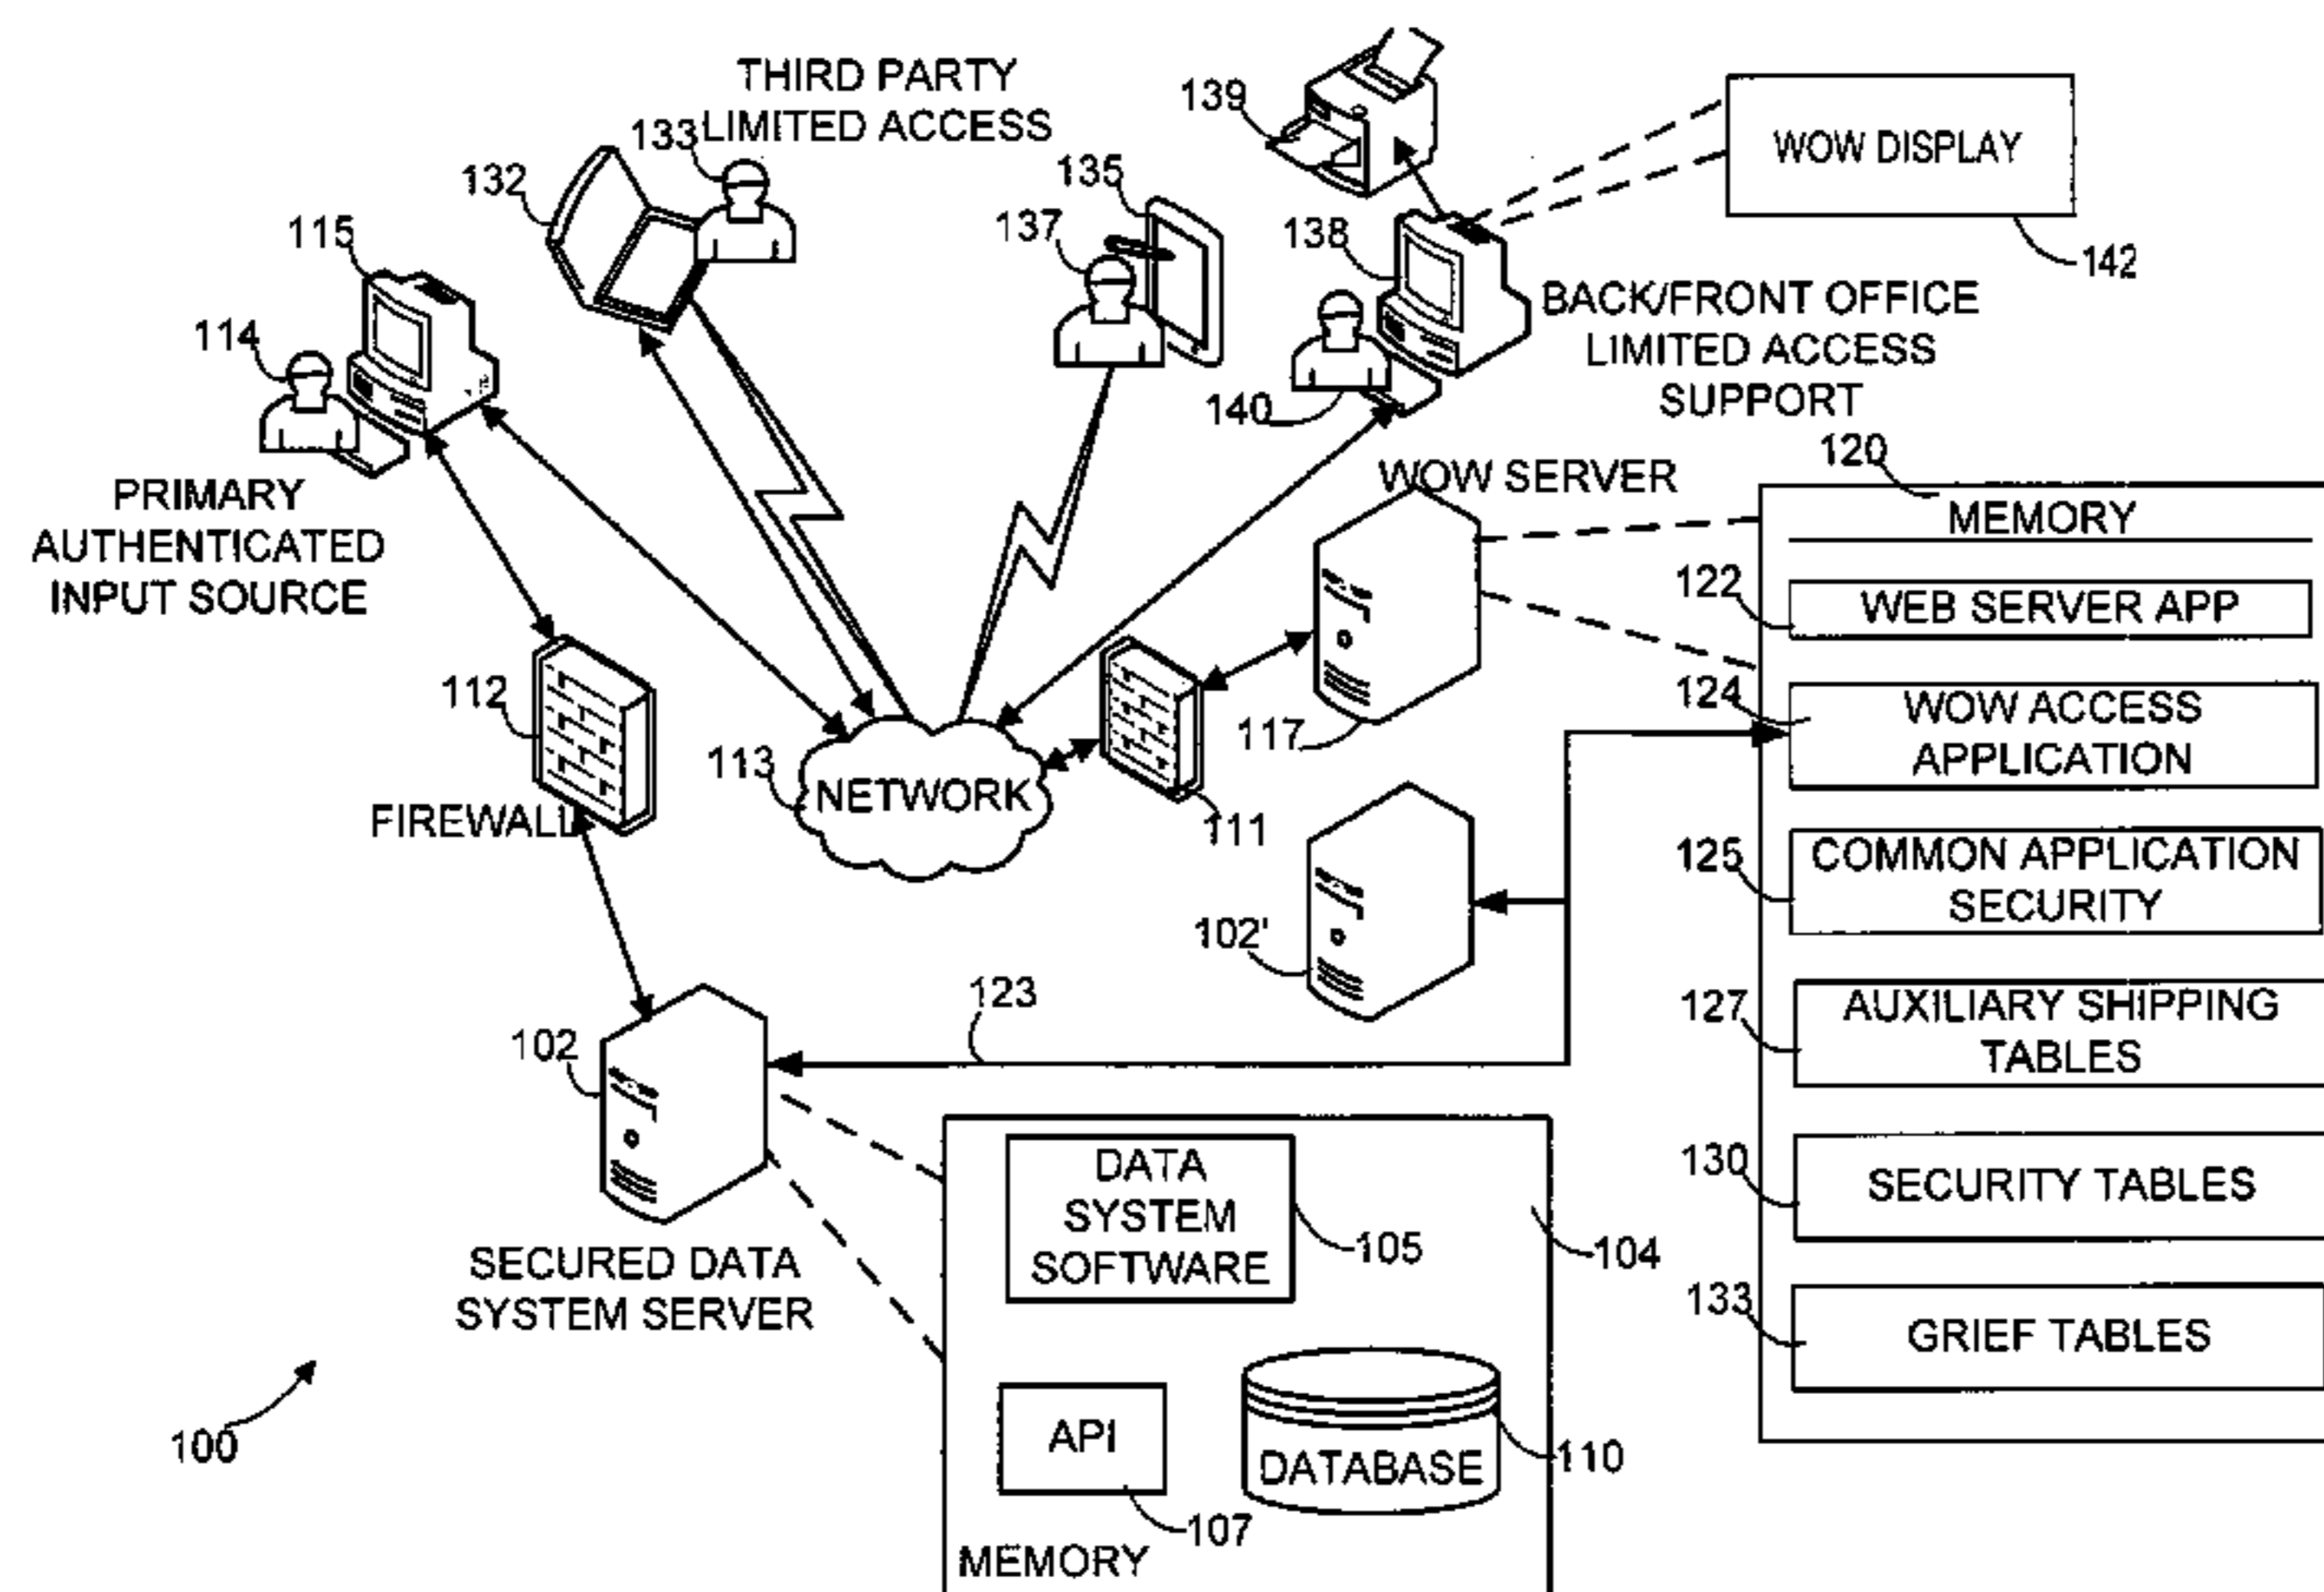 THIRD PARTY
LIMITED ACCESS
133
132
139
WOW DISPLAY
142
135
137
138
115
114
BACK/FRONT OFFICE
LIMITED ACCESS
SUPPORT
140
PRIMARY
AUTHENTICATED
INPUT SOURCE
WOW SERVER
117
120
MEMORY
122
WEB SERVER APP
124
WOW ACCESS
APPLICATION
125
COMMON APPLICATION
SECURITY
127
AUXILIARY SHIPPING
TABLES
130
SECURITY TABLES
133
GRIEF TABLES
112
FIREWALL
113
NETWORK
111
102'
123
102
SECURED DATA
SYSTEM SERVER
DATA
SYSTEM
SOFTWARE
105
104
API
107
DATABASE
110
MEMORY
100